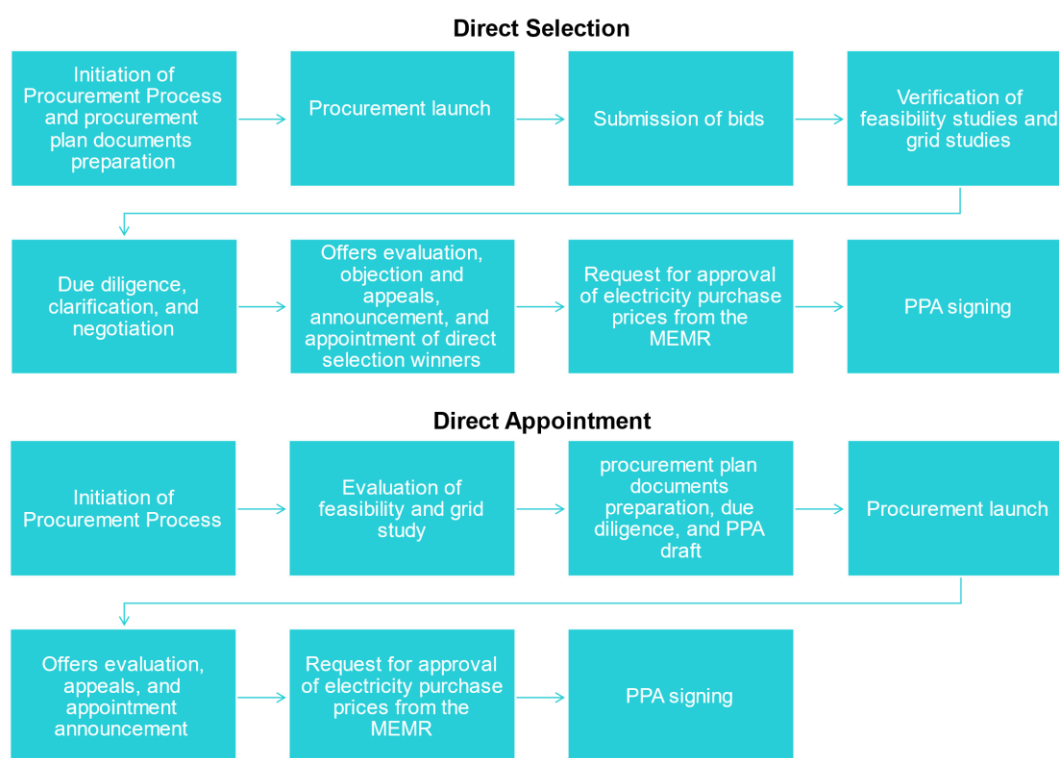 Direct Selection
Initiation of
Procurement Process
and procurement
plan documents
preparation
Procurement launch
Submission of bids
Verification of
feasibility studies and
grid studies
Due diligence,
clarification, and
negotiation
Offers evaluation,
objection and
appeals,
announcement, and
appointment of direct
selection winners
Request for approval
of electricity purchase
prices from the
MEMR
PPA signing
Direct Appointment
Initiation of
Procurement Process
Evaluation of
feasibility and grid
study
procurement plan
documents
preparation, due
diligence, and PPA
draft
Procurement launch
Offers evaluation,
appeals, and
appointment
announcement
Request for approval
of electricity purchase
prices from the
MEMR
PPA signing